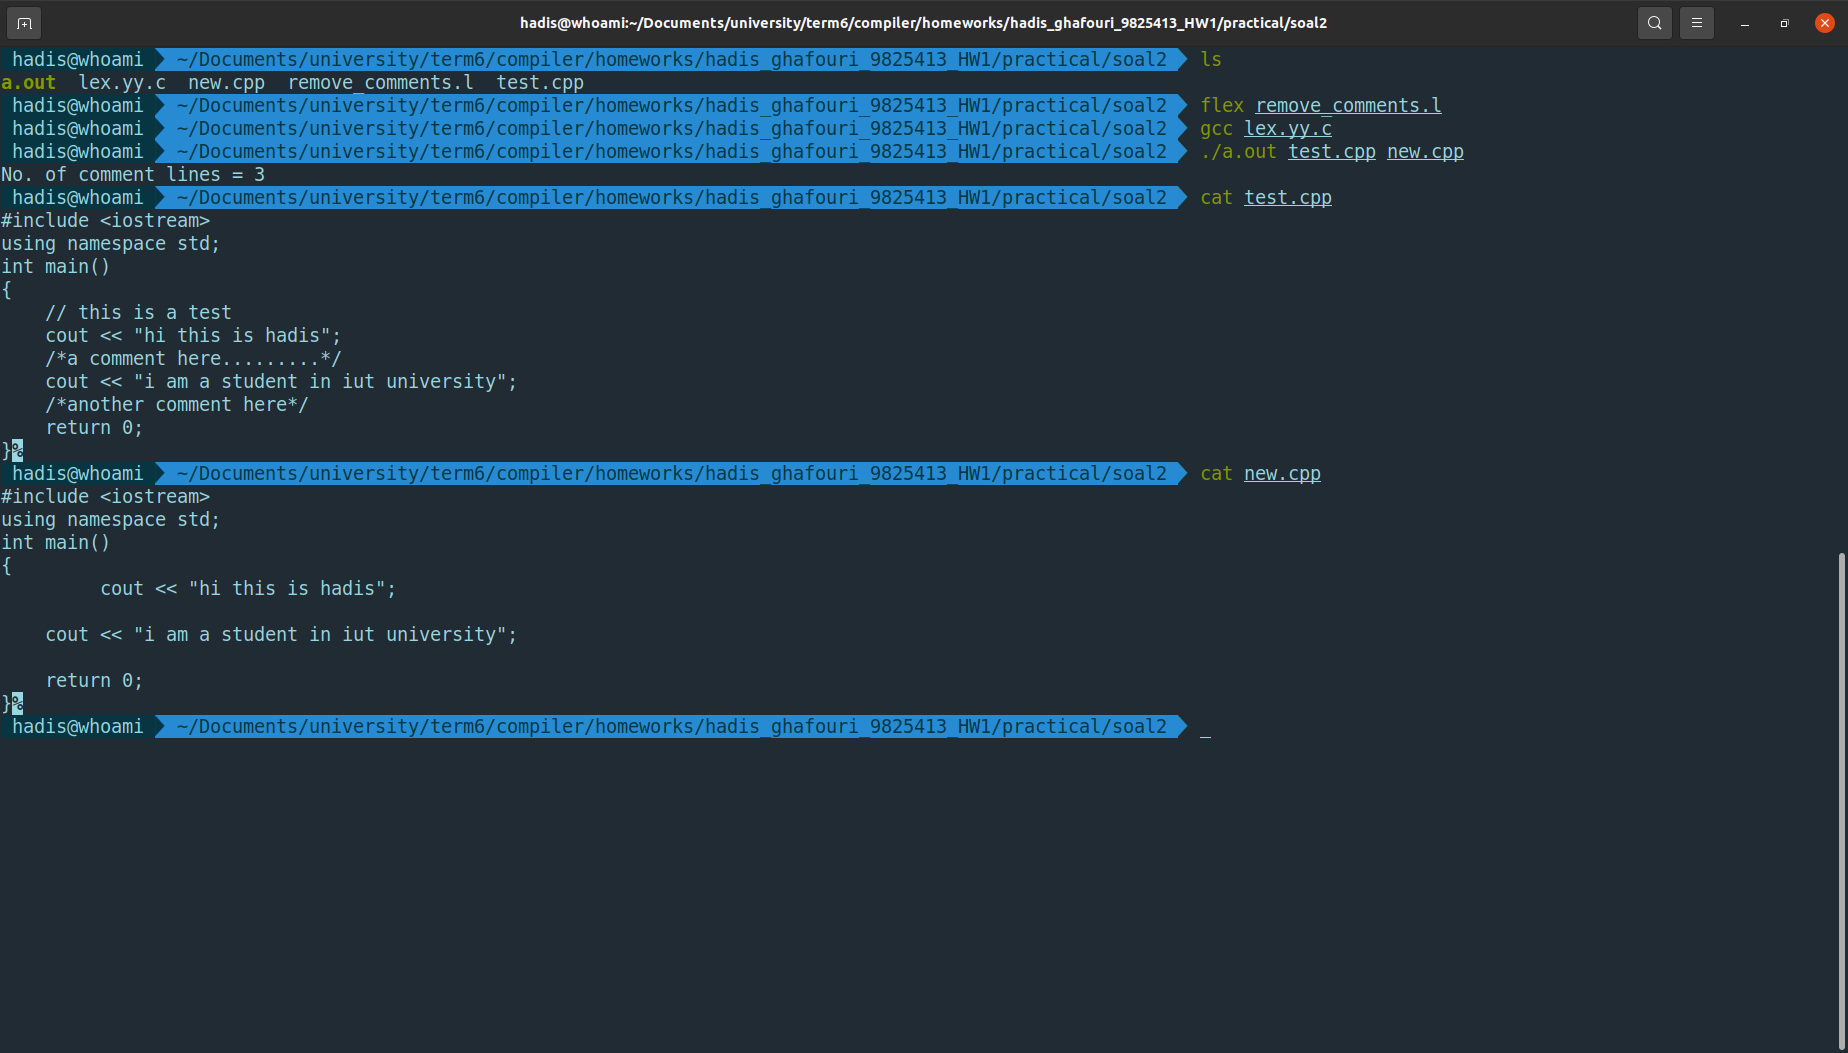 hadis@whoami:~/Documents/university/term6/compiler/homeworks/hadis_ghafouri_9825413_HW1/practical/soal2
hadis@whoami ~/Documents/university/term6/compiler/homeworks/hadis_ghafouri_9825413_HW1/practical/soal2 ls
a.out  lex.yy.c  new.cpp  remove_comments.l  test.cpp
hadis@whoami ~/Documents/university/term6/compiler/homeworks/hadis_ghafouri_9825413_HW1/practical/soal2 flex remove_comments.l
hadis@whoami ~/Documents/university/term6/compiler/homeworks/hadis_ghafouri_9825413_HW1/practical/soal2 gcc lex.yy.c
hadis@whoami ~/Documents/university/term6/compiler/homeworks/hadis_ghafouri_9825413_HW1/practical/soal2 ./a.out test.cpp new.cpp
No. of comment lines = 3
hadis@whoami ~/Documents/university/term6/compiler/homeworks/hadis_ghafouri_9825413_HW1/practical/soal2 cat test.cpp
#include <iostream>
using namespace std;
int main()
{
    // this is a test
    cout << "hi this is hadis";
    /*a comment here.........*/
    cout << "i am a student in iut university";
    /*another comment here*/
    return 0;
}%
hadis@whoami ~/Documents/university/term6/compiler/homeworks/hadis_ghafouri_9825413_HW1/practical/soal2 cat new.cpp
#include <iostream>
using namespace std;
int main()
{
         cout << "hi this is hadis";
    cout << "i am a student in iut university";
    return 0;
}%
hadis@whoami ~/Documents/university/term6/compiler/homeworks/hadis_ghafouri_9825413_HW1/practical/soal2 _